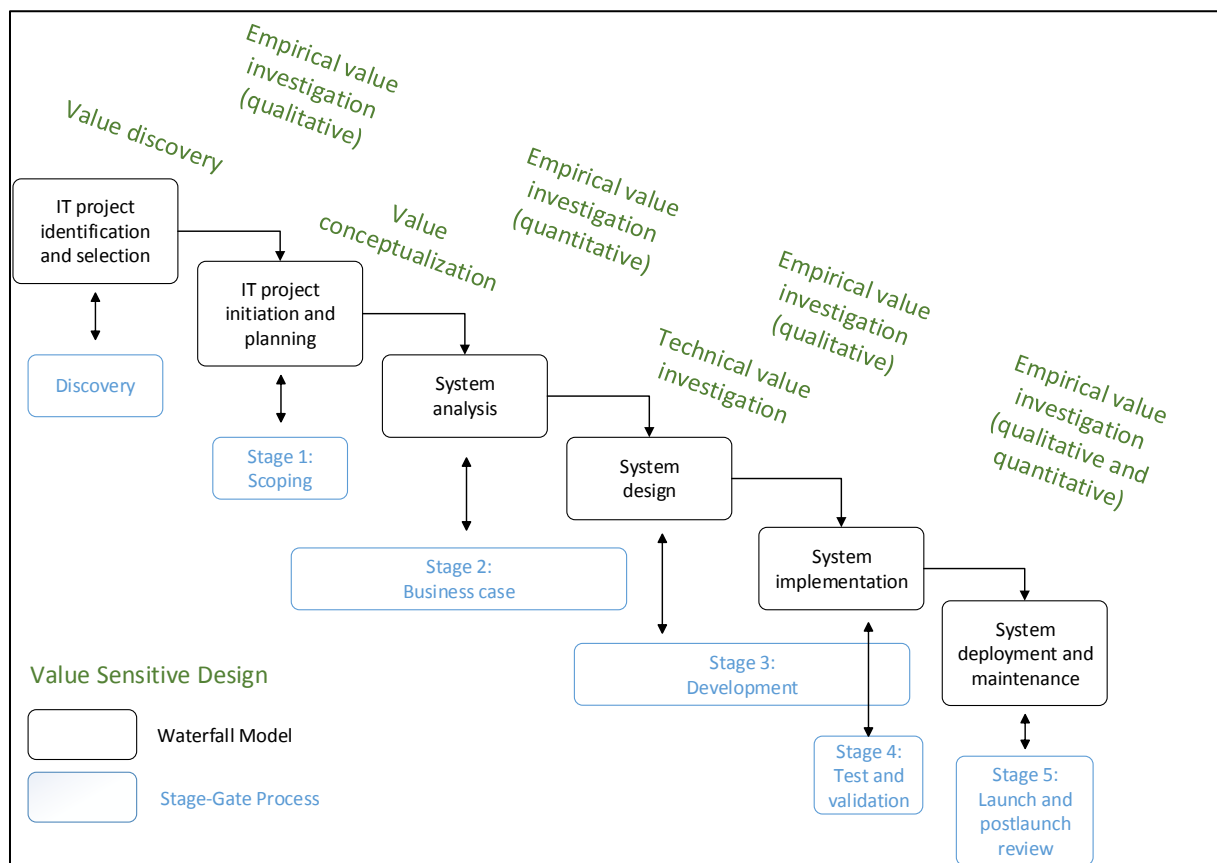 Empirical value
investigation
(qualitative)
Value discovery
Empirical value
investigation
(quantitative)
Value
conceptualization
Empirical value
investigation
(qualitative)
Technical value
investigation
Empirical value
investigation
(qualitative and
quantitative)
IT project
identification
and selection
IT project
initiation and
planning
Discovery
System
analysis
Stage 1:
Scoping
System
design
Stage 2:
Business case
System
implementation
System
deployment and
maintenance
Stage 3:
Development
Stage 4:
Test and
validation
Stage 5:
Launch and
postlaunch
review
Value Sensitive Design
Waterfall Model
Stage-Gate Process